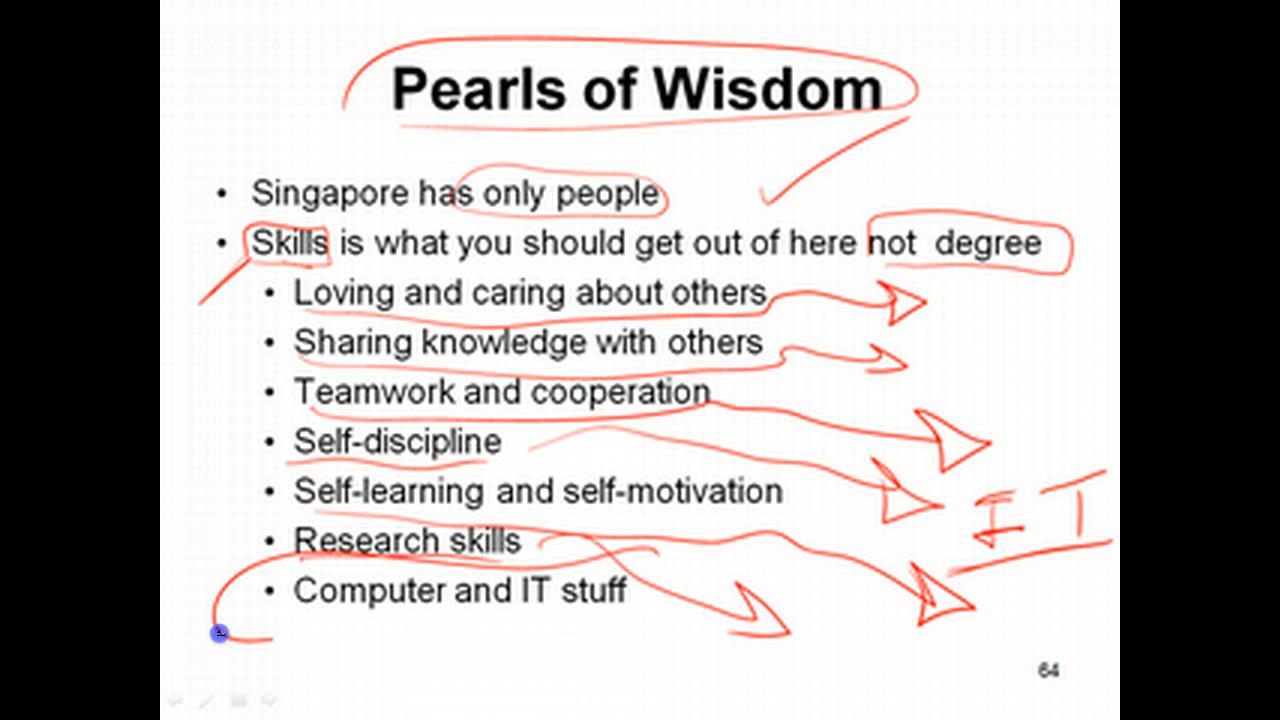 Pearls of Wisdom
• Singapore has only people
• Skills is what you should get out of here not degree
• Loving and caring about others
• Sharing knowledge with others
• Teamwork and cooperation
• Self-discipline
• Self-learning and self-motivation
I T
• Research skills
• Computer and IT stuff
64